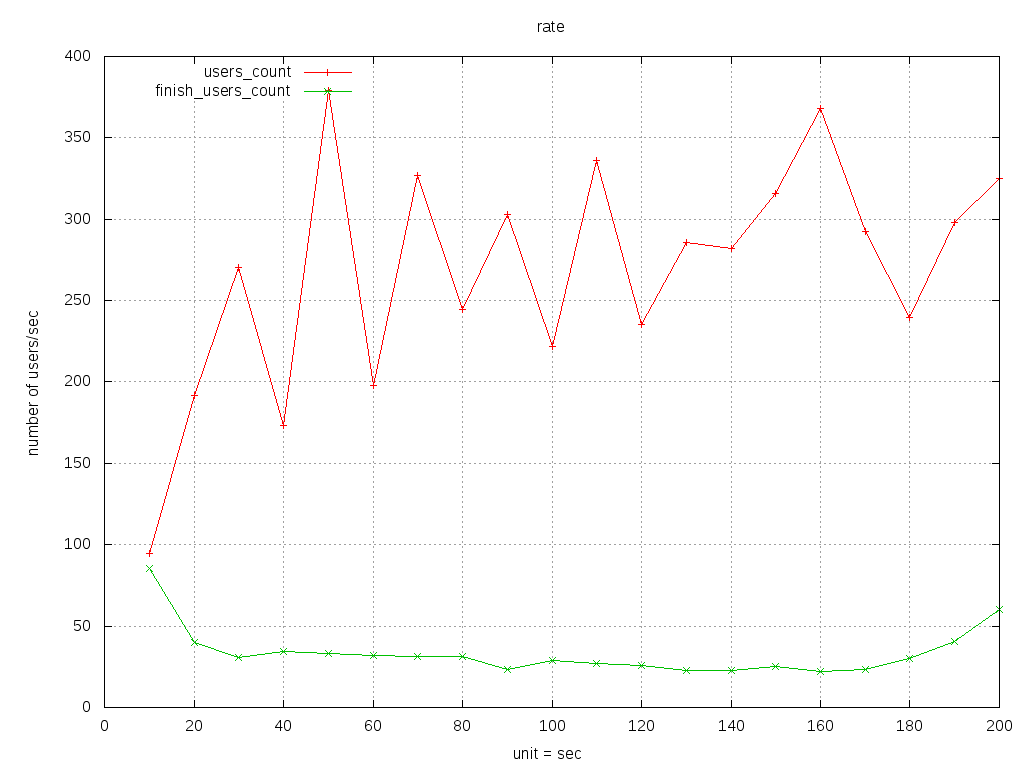 rate
400
350
300
250
200
150
100
50
0
users_count
finish_users_count
number of users/sec
0 20 40 60 80 100 120 140 160 180 200
unit = sec